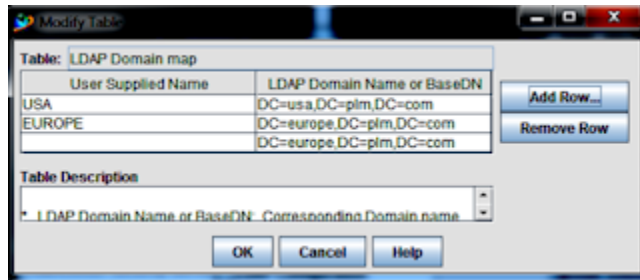 Modify Table
Table: LDAP Domain map
User Supplied Name LDAP Domain Name or BaseDN
USA DC=usa,DC=plm,DC=com
EUROPE DC=europe,DC=plm,DC=com
DC=europe,DC=plm,DC=com
Add Row...
Remove Row
Table Description
* LDAP Domain Name or BaseDN: Corresponding Domain name
OK Cancel Help